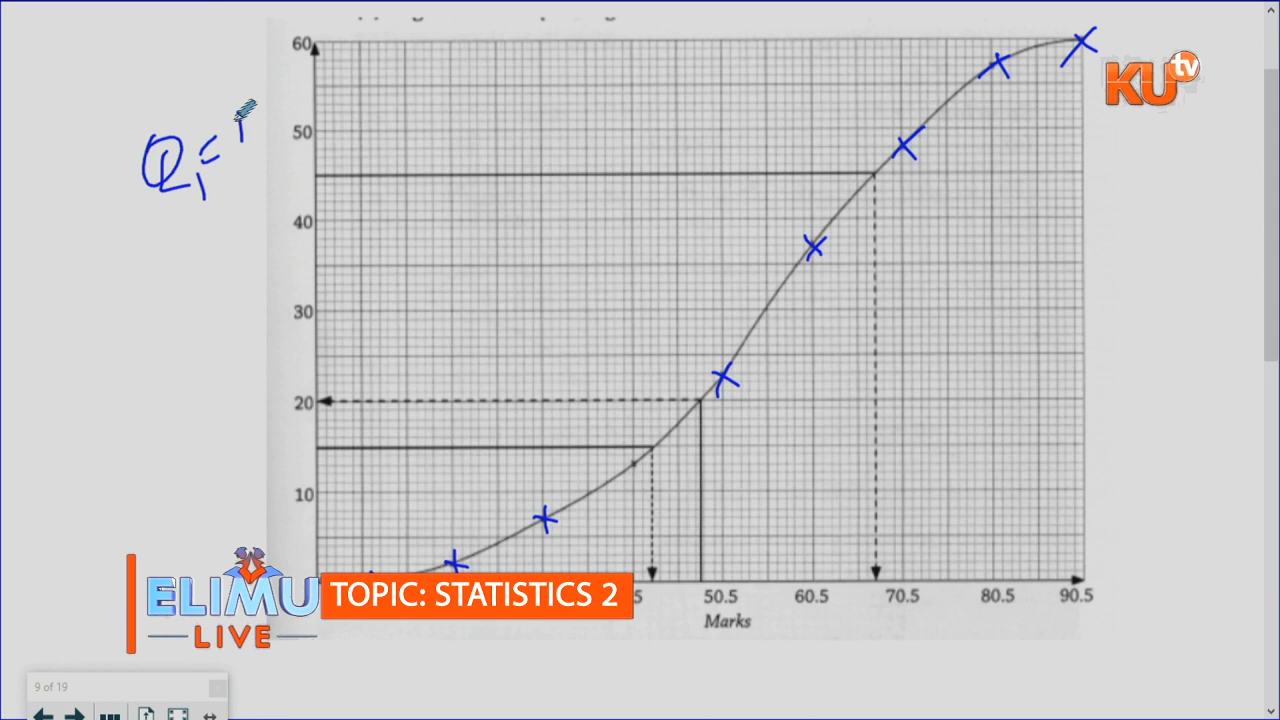 60
50
40
30
20
10
Q₁ =
KU tv
5 50.5 60.5 70.5 80.5 90.5
Marks
ELIMU
LIVE
TOPIC: STATISTICS 2
9 of 19